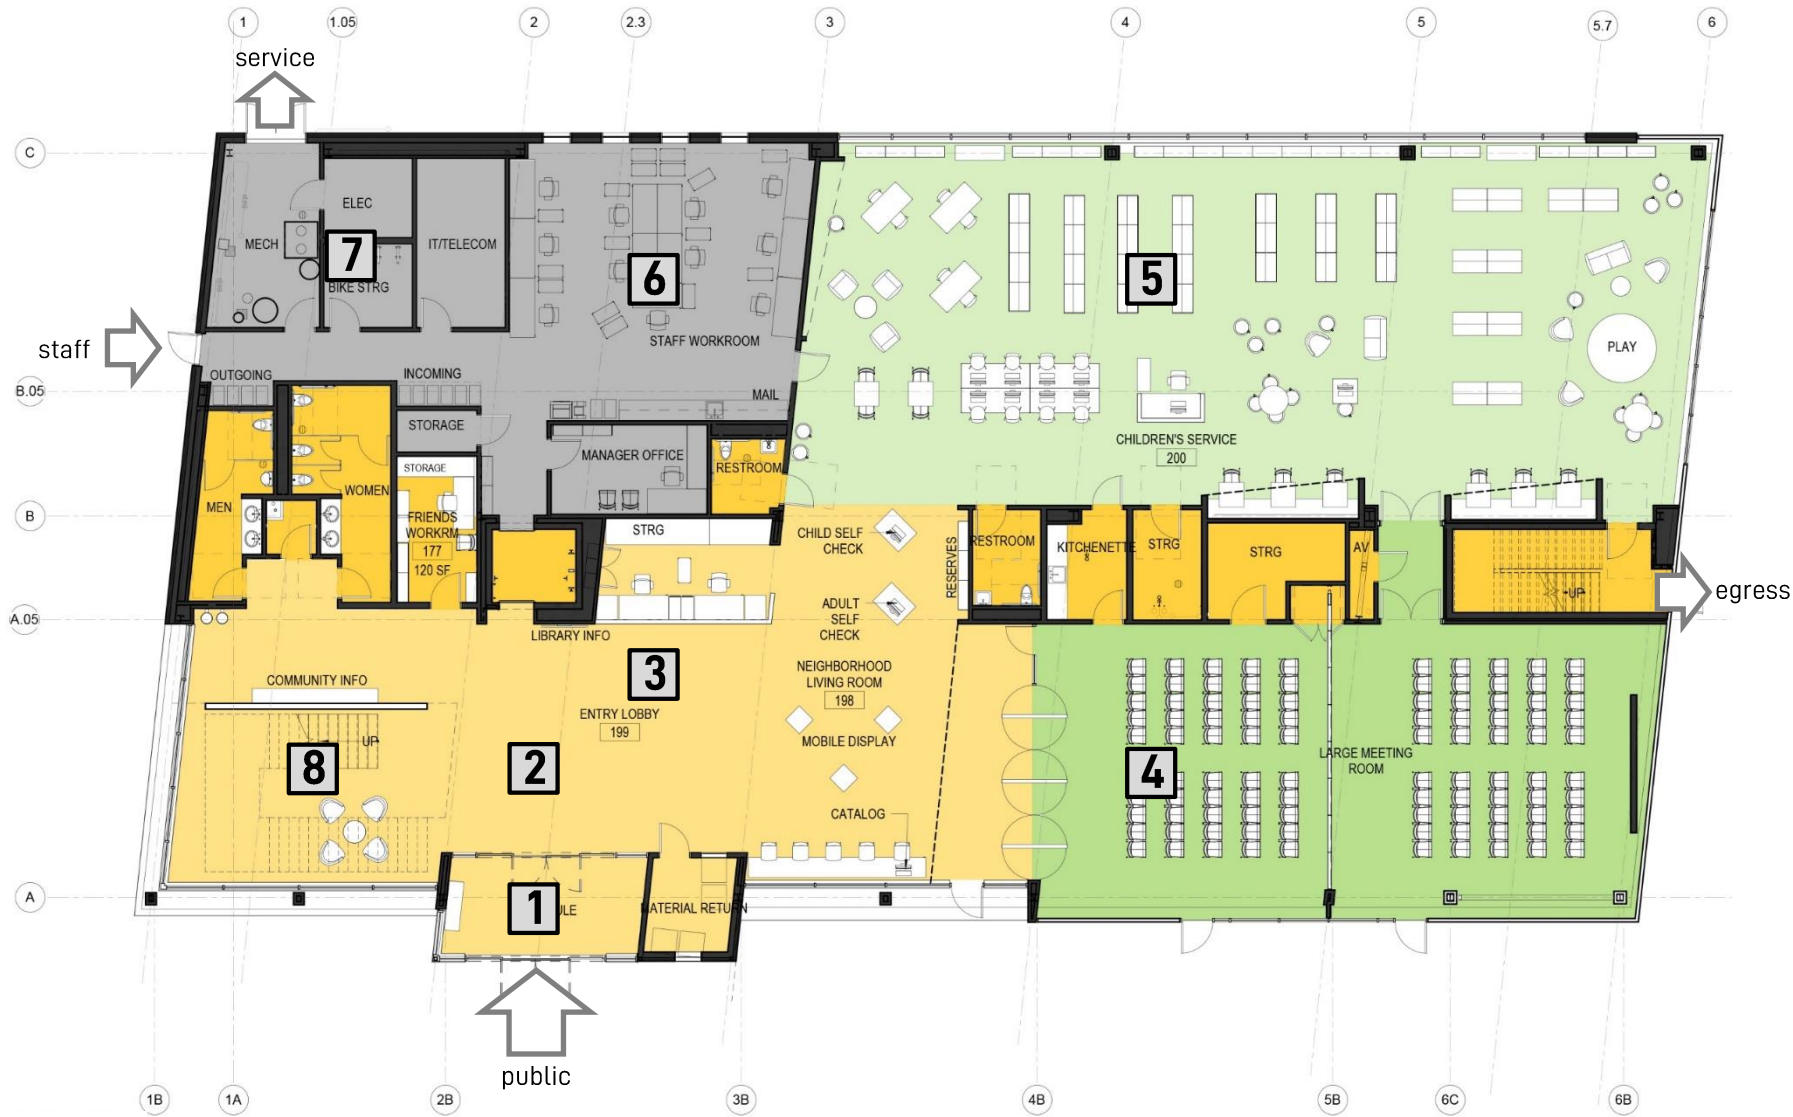 1
1.05
2
2.3
3
4
5
5.7
6
service
C
ELEC
MECH
7
IT/TELECOM
6
5
BIKE STRG
STAFF WORKROOM
PLAY
staff
OUTGOING
INCOMING
B.05
MAIL
STORAGE
CHILDREN'S SERVICE
200
MANAGER OFFICE
RESTROOM
STORAGE
WOMEN
MEN
B
FRIENDS
WORKRM
177
120 SF
STRG
CHILD SELF
CHECK
RESERVES
RESTROOM
KITCHENETTE
STRG
STRG
AV
UP
egress
A.05
ADULT
SELF
CHECK
LIBRARY INFO
3
NEIGHBORHOOD
LIVING ROOM
198
COMMUNITY INFO
ENTRY LOBBY
199
UP
MOBILE DISPLAY
8
2
4
LARGE MEETING
ROOM
CATALOG
A
1
MATERIAL RETURN
public
1B
1A
2B
3B
4B
5B
6C
6B